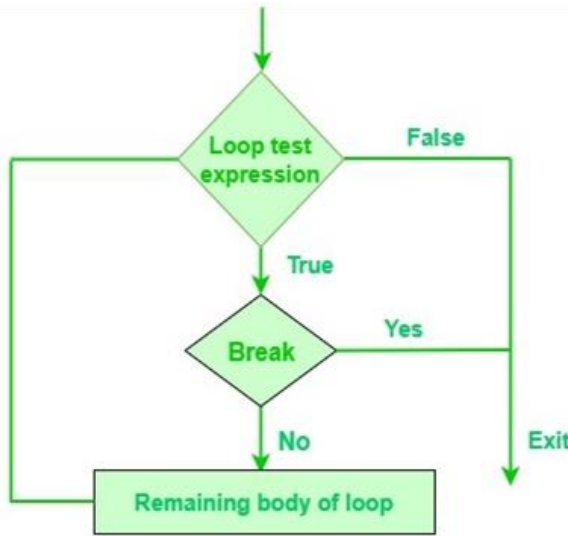 Loop test
expression
False
True
Break
Yes
No
Exit
Remaining body of loop